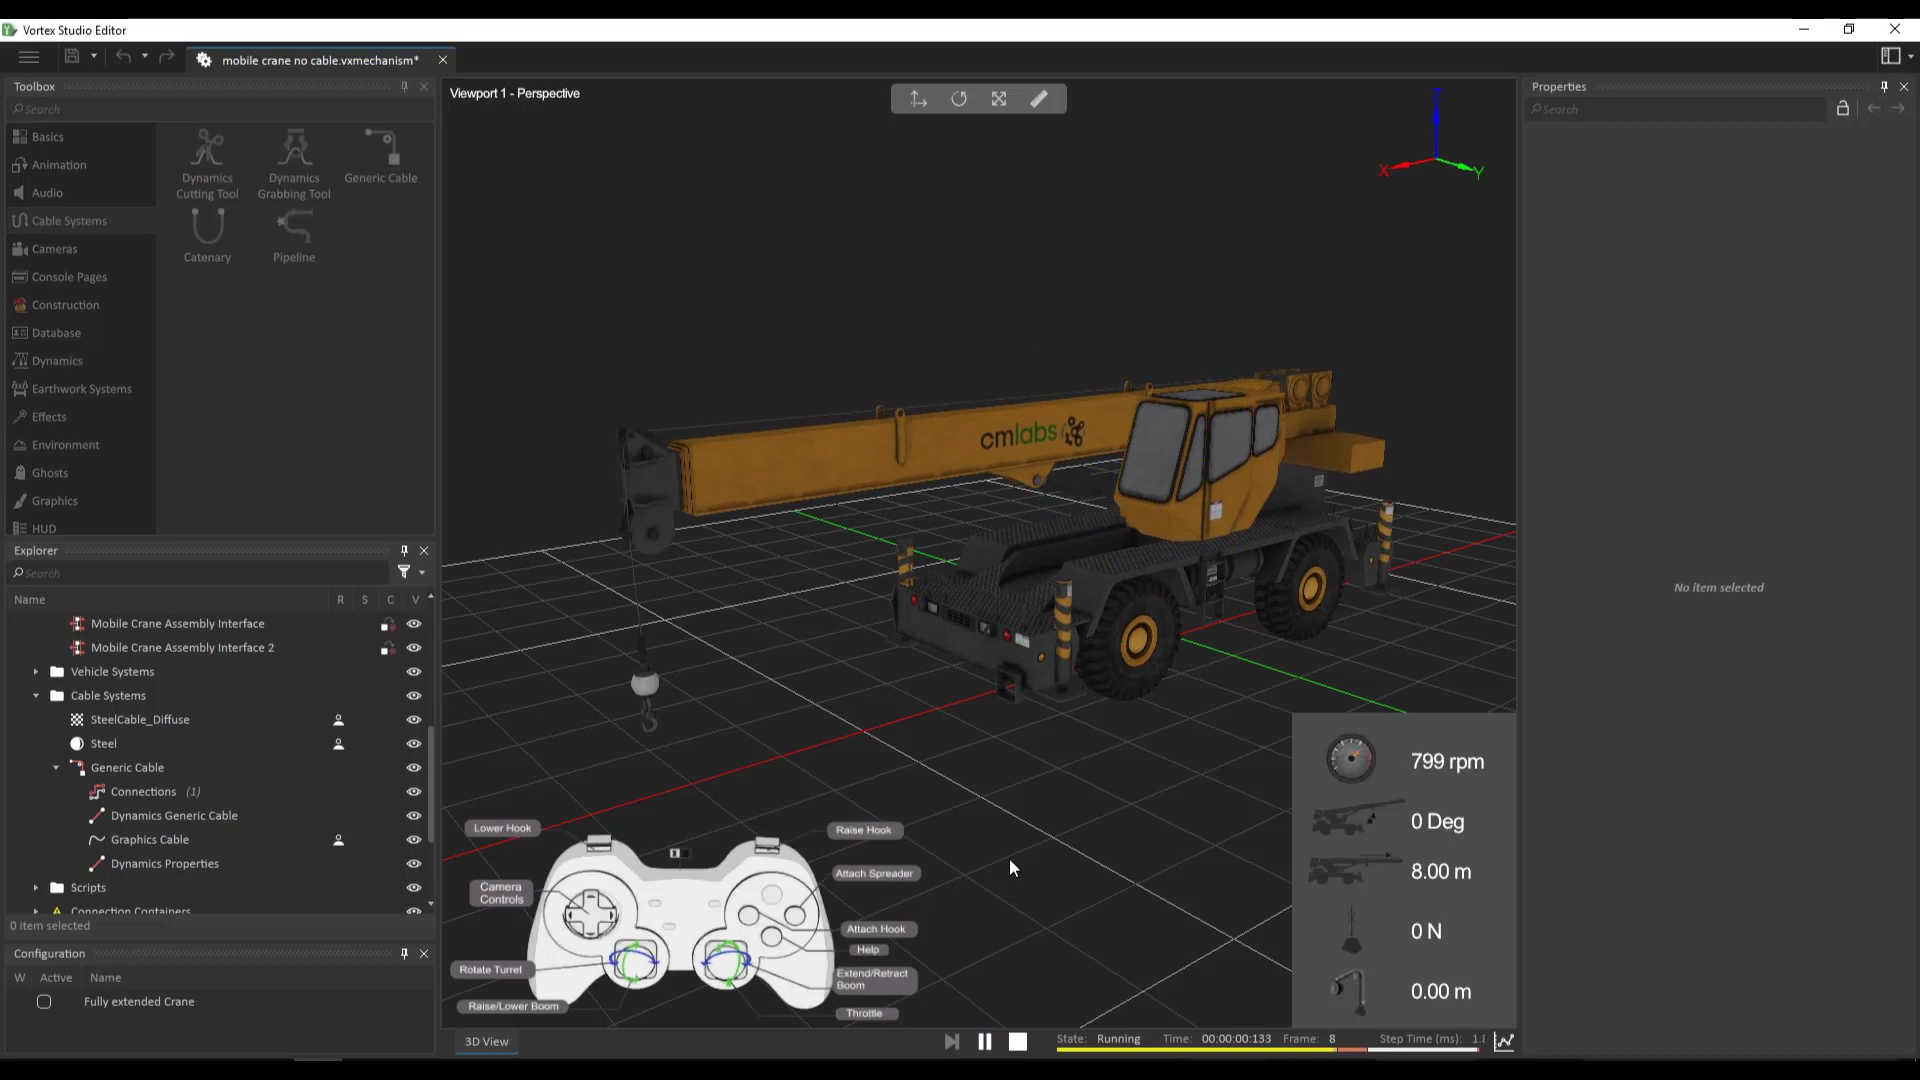 Vortex Studio Editor
mobile crane no cable.vxmechanism*
Toolbox
Search
Basics
Animation
Audio
Cable Systems
Cameras
Console Pages
Construction
Database
Dynamics
Earthwork Systems
Effects
Environment
Ghosts
Graphics
HUD
Dynamics
Cutting Tool
Dynamics
Grabbing Tool
Generic Cable
Catenary
Pipeline
Explorer
Search
Name R S C V
Mobile Crane Assembly Interface
Mobile Crane Assembly Interface 2
Vehicle Systems
Cable Systems
SteelCable_Diffuse
Steel
Generic Cable
Connections (1)
Dynamics Generic Cable
Graphics Cable
Dynamics Properties
Scripts
Connection Containers
0 item selected
Configuration
W Active Name
Fully extended Crane
Viewport 1 - Perspective
Z
X
Y
cmlabs
Lower Hook
Raise Hook
Camera
Controls
Attach Spreader
X
Attach Hook
Help
Rotate Turret
Extend/Retract
Boom
Raise/Lower Boom
Throttle
799 rpm
0 Deg
8.00 m
0 N
0.00 m
3D View
State: Running Time: 00:00:00:133 Frame: 8 Step Time (ms):
Properties
Search
No item selected